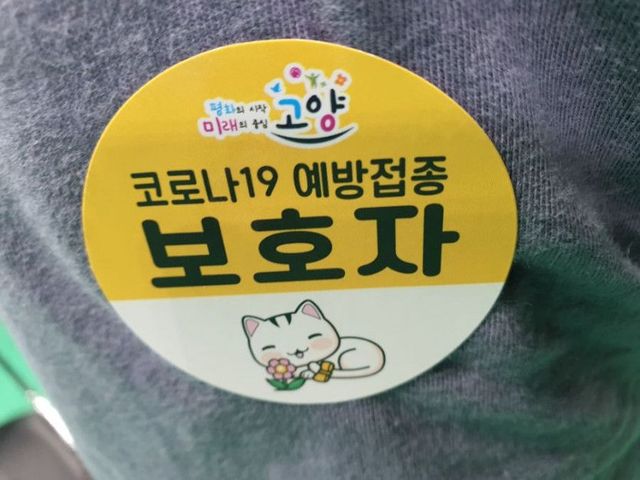 평화의 시작
미래의 중심
고양
코로나19 예방접종
보호자